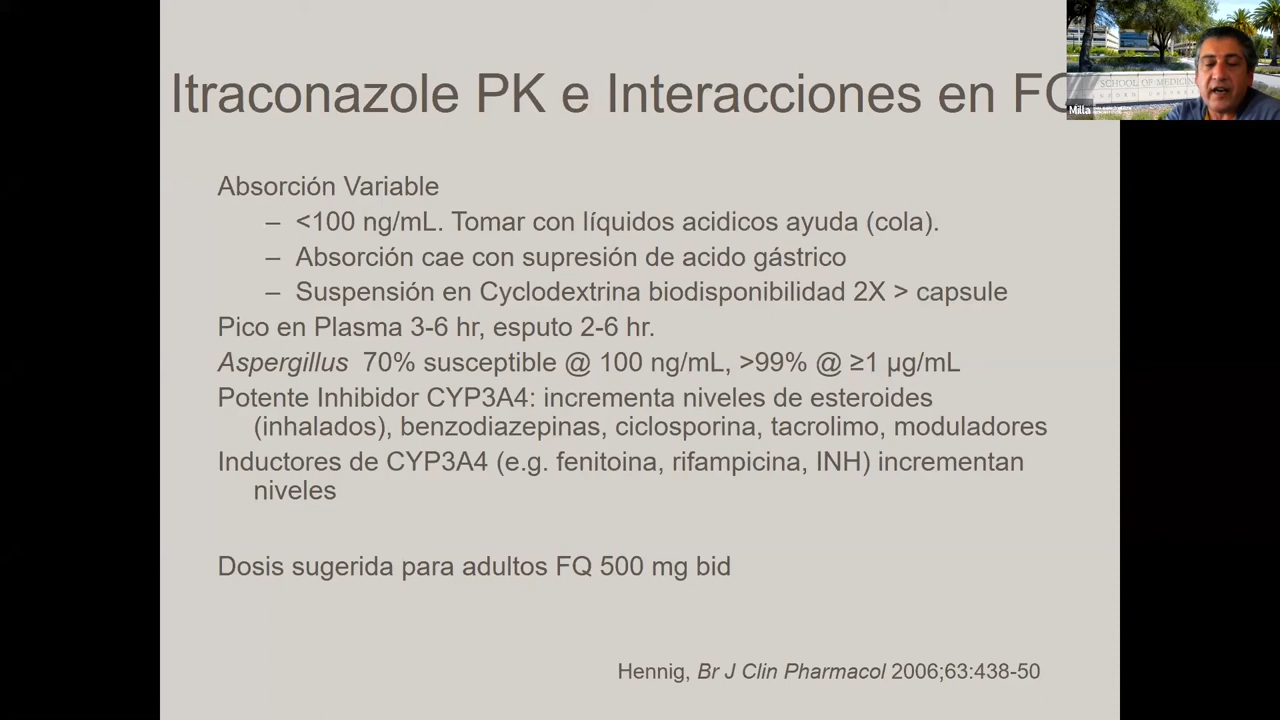 Itraconazole PK e Interacciones en FQ
SCHOOL OF MEDICINE
Milla
Absorción Variable
– <100 ng/mL. Tomar con líquidos acidicos ayuda (cola).
– Absorción cae con supresión de acido gástrico
– Suspensión en Cyclodextrina biodisponibilidad 2X > capsule
Pico en Plasma 3-6 hr, esputo 2-6 hr.
Aspergillus 70% susceptible @ 100 ng/mL, >99% @ ≥1 µg/mL
Potente Inhibidor CYP3A4: incrementa niveles de esteroides
(inhalados), benzodiazepinas, ciclosporina, tacrolimo, moduladores
Inductores de CYP3A4 (e.g. fenitoina, rifampicina, INH) incrementan
niveles
Dosis sugerida para adultos FQ 500 mg bid
Hennig, Br J Clin Pharmacol 2006;63:438-50